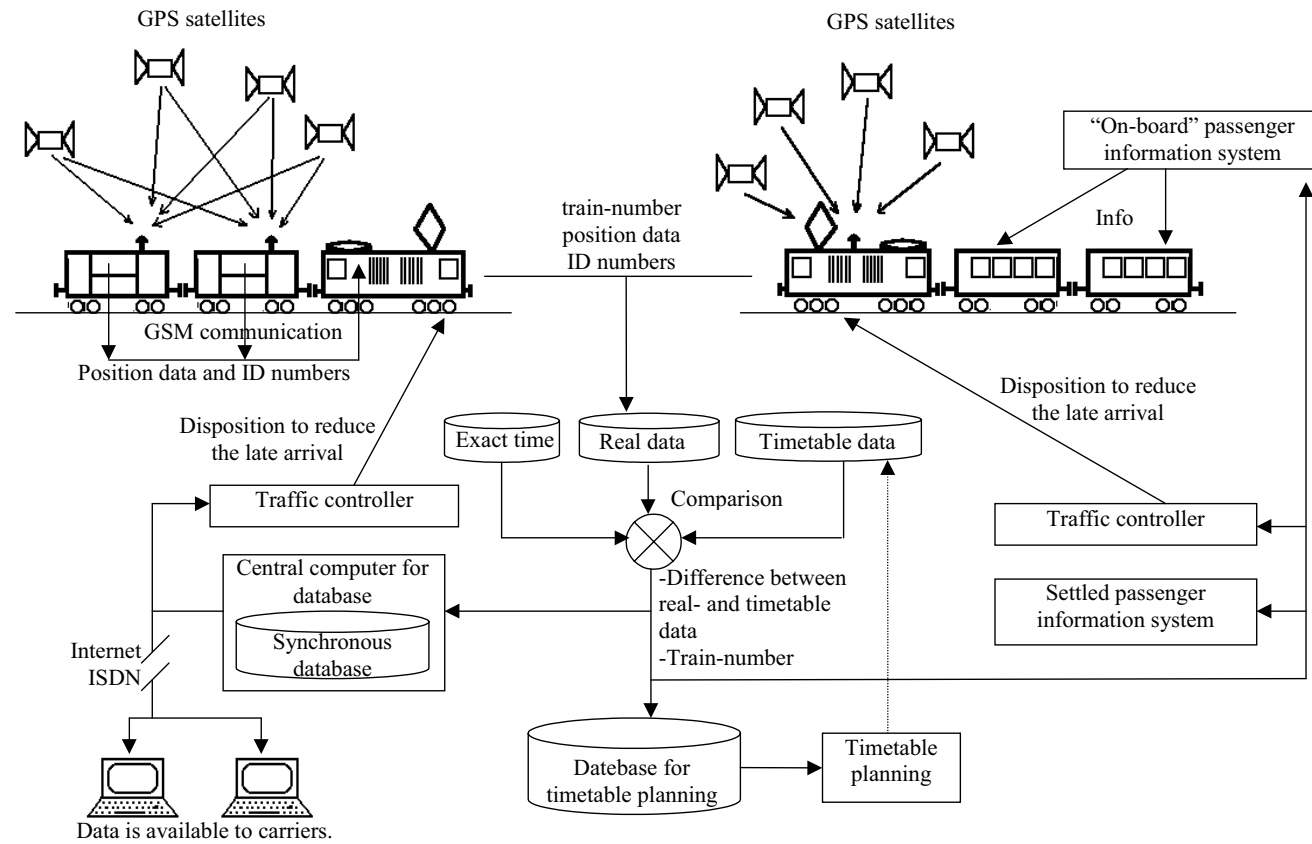 GPS satellites
GPS satellites
“On-board” passenger
information system
Info
train-number
position data
ID numbers
GSM communication
Position data and ID numbers
Disposition to reduce
the late arrival
Disposition to reduce
the late arrival
Exact time
Real data
Timetable data
Comparison
Traffic controller
Traffic controller
Central computer for
database
Synchronous
database
-Difference between
real- and timetable
data
-Train-number
Settled passenger
information system
Internet
ISDN
Datebase for
timetable planning
Timetable
planning
Data is available to carriers.